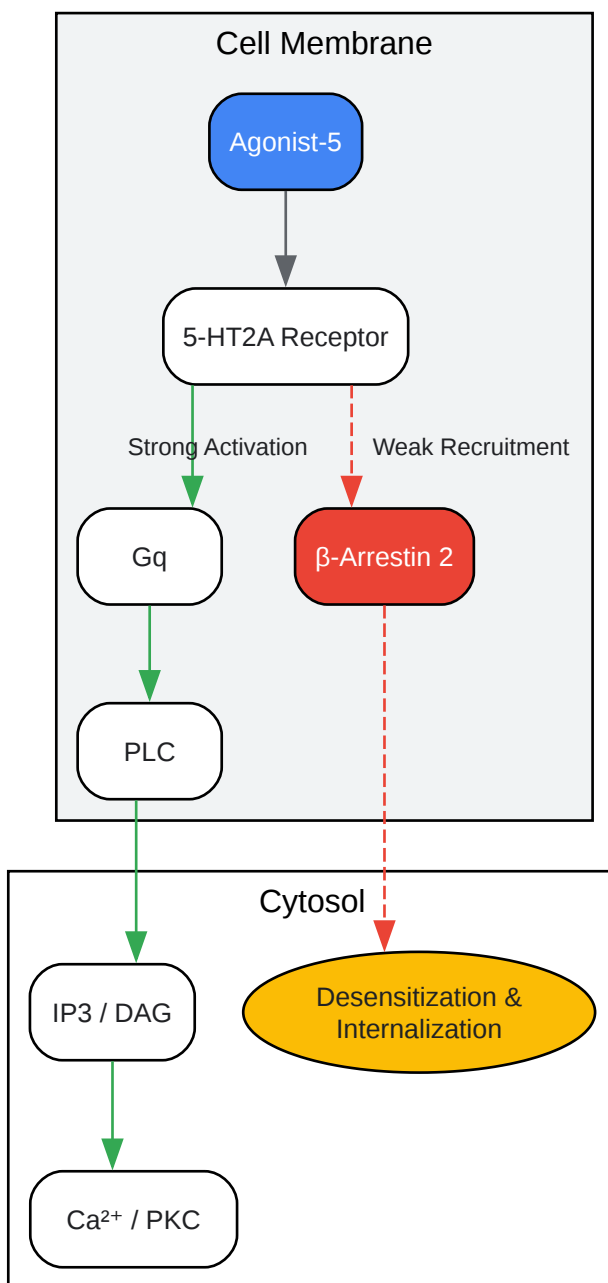 Cell Membrane
Agonist-5
5-HT2A Receptor
Strong Activation
Weak Recruitment
Gq
β-Arrestin 2
PLC
Cytosol
IP3 / DAG
Desensitization &
Internalization
Ca²⁺ / PKC